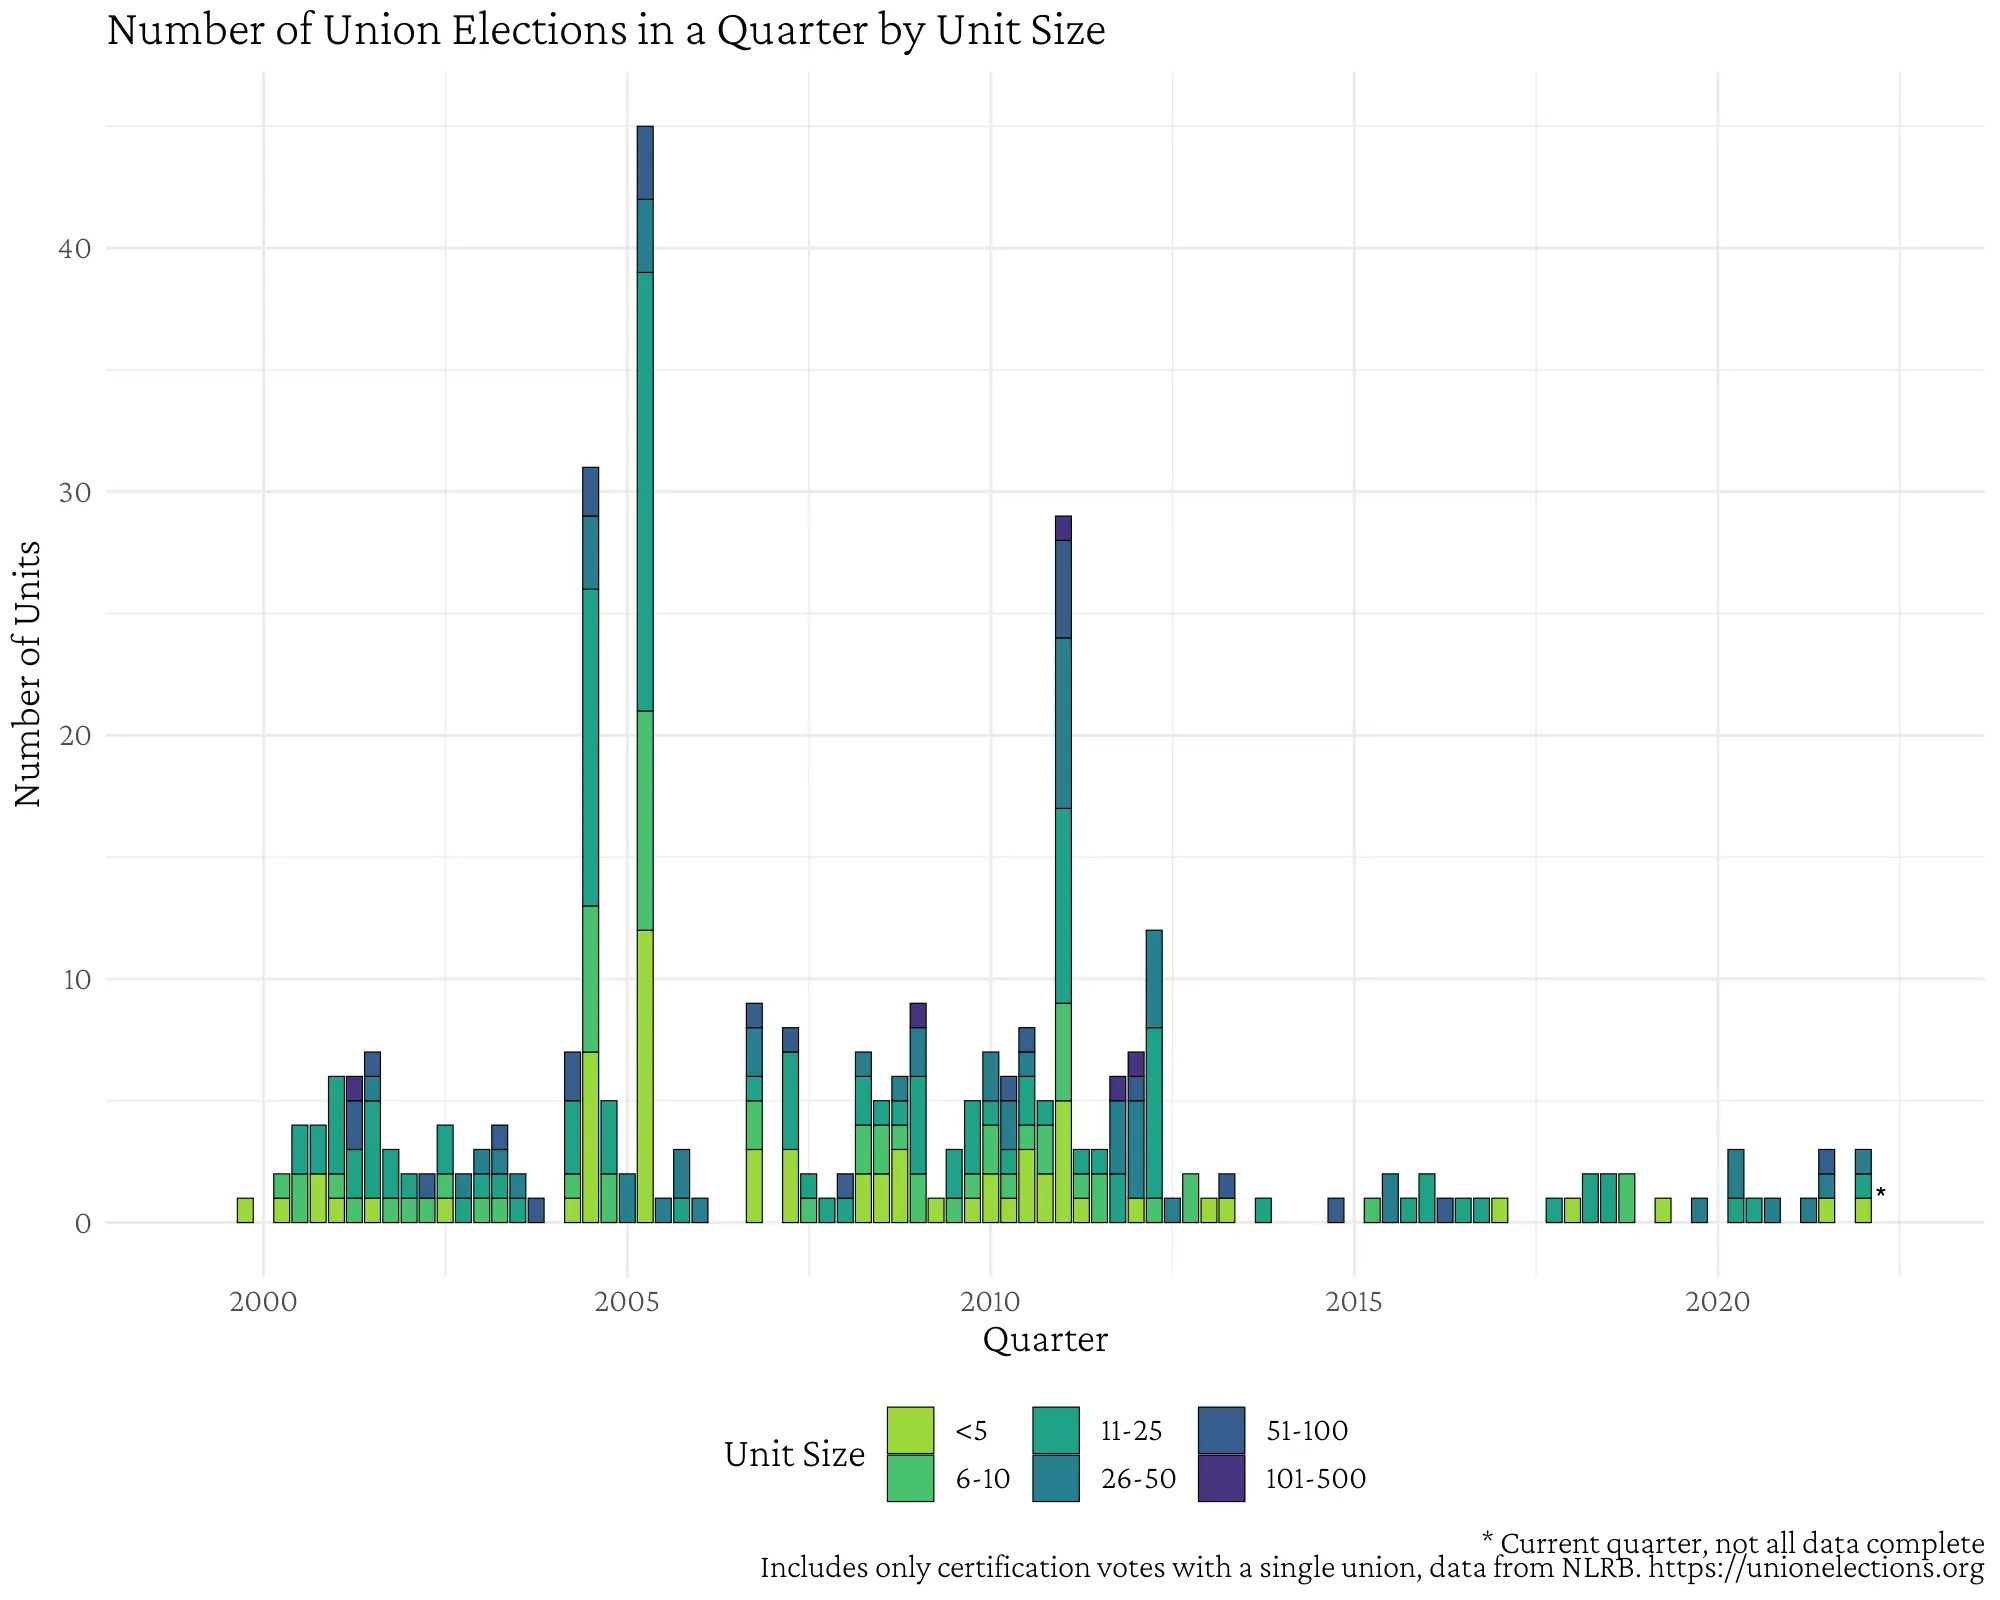 Number of Union Elections in a Quarter by Unit Size
Number of Units
40
30
20
10
0
*
2000 2005 2010 2015 2020
Quarter
Unit Size
<5 11-25 51-100
6-10 26-50 101-500
* Current quarter, not all data complete
Includes only certification votes with a single union, data from NLRB. https://unionelections.org